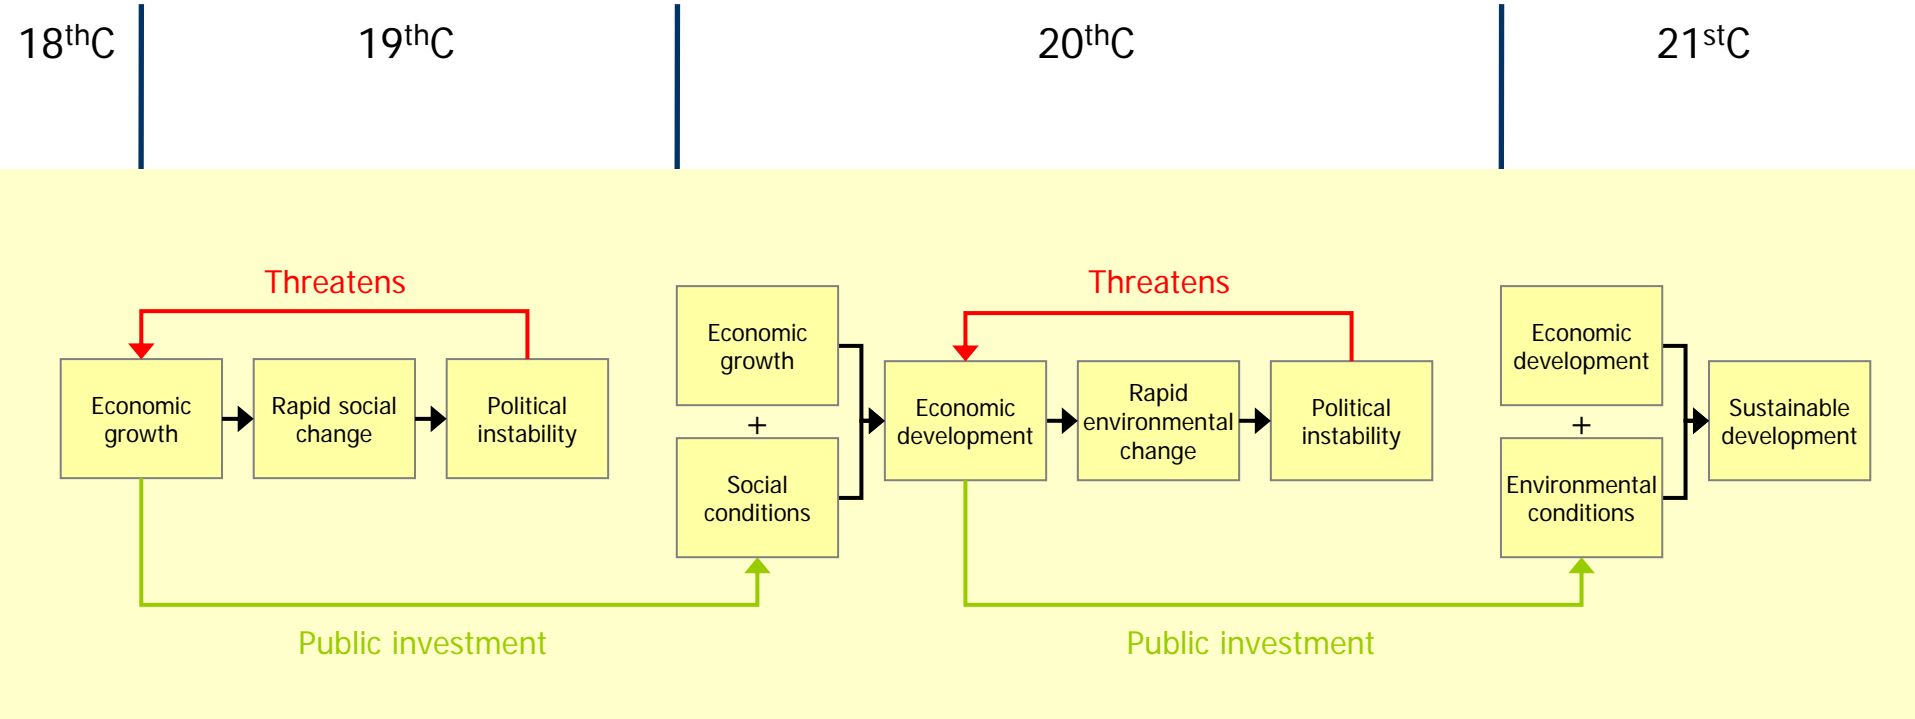 18thC
19thC
20thC
21stC
Threatens
Economic
growth
Rapid social
change
Political
instability
Public investment
Economic
growth
+
Social
conditions
Threatens
Economic
development
Rapid
environmental
change
Political
instability
Public investment
Economic
development
+
Environmental
conditions
Sustainable
development